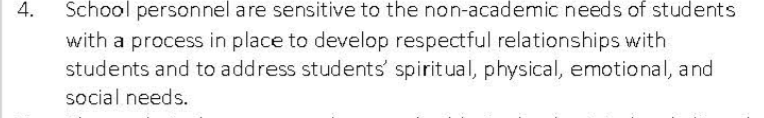 4. School personnel are sensitive to the non-academic needs of students
with a process in place to develop respectful relationships with
students and to address students' spiritual, physical, emotional, and
social needs.